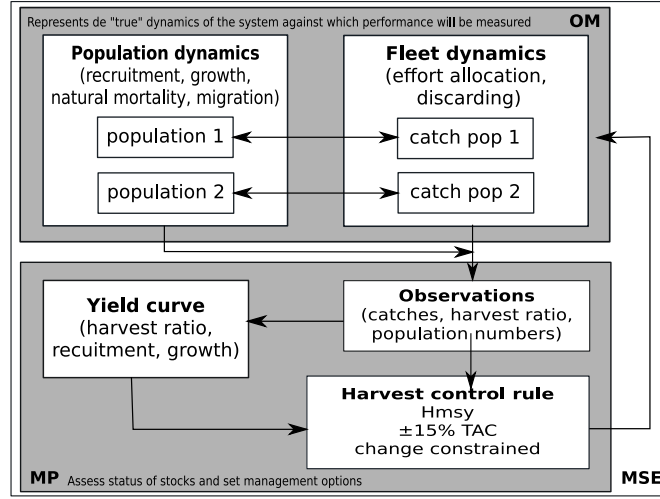 Represents de "true" dynamics of the system against which performance will be measured
OM
Population dynamics
(recruitment, growth,
natural mortality, migration)
population 1
population 2
Fleet dynamics
(effort allocation,
discarding)
catch pop 1
catch pop 2
Yield curve
(harvest ratio,
recuitment, growth)
Observations
(catches, harvest ratio,
population numbers)
Harvest control rule
Hmsy
±15% TAC
change constrained
MP Assess status of stocks and set management options
MSE